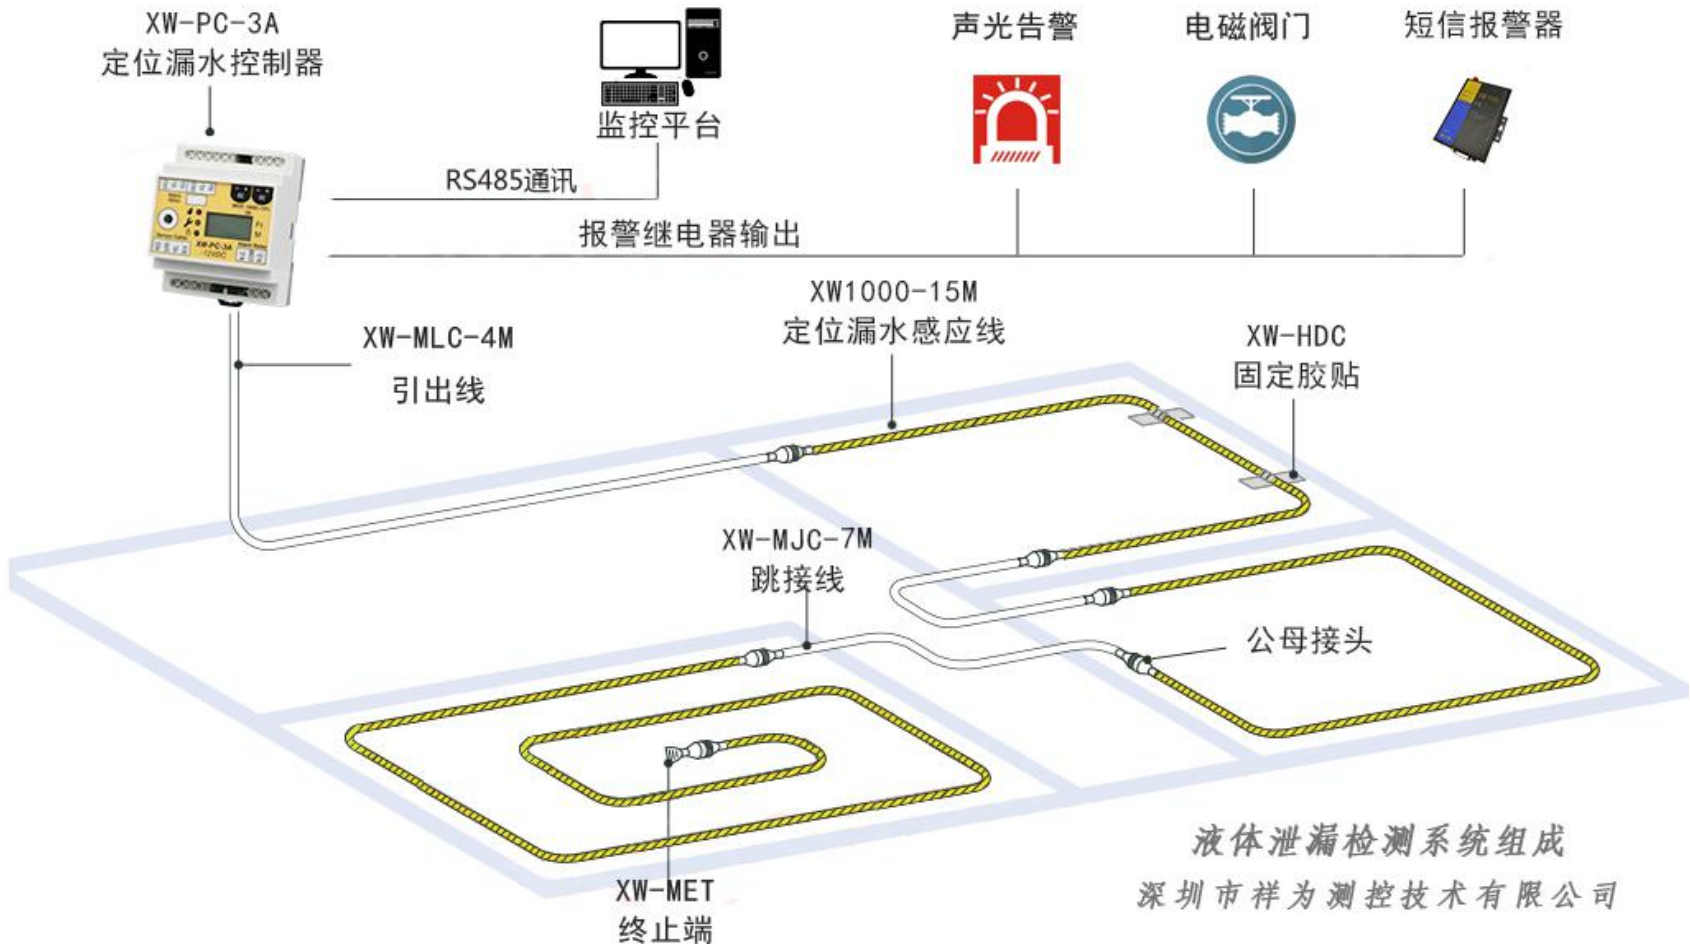 XW-PC-3A
定位漏水控制器
监控平台
声光告警
电磁阀门
短信报警器
RS485通讯
报警继电器输出
XW-PC-3A
XW-MLC-4M
引出线
XW1000-15M
定位漏水感应线
XW-HDC
固定胶贴
XW-MJC-7M
跳接线
公母接头
XW-MET
终止端
液体泄漏检测系统组成
深圳市祥为测控技术有限公司